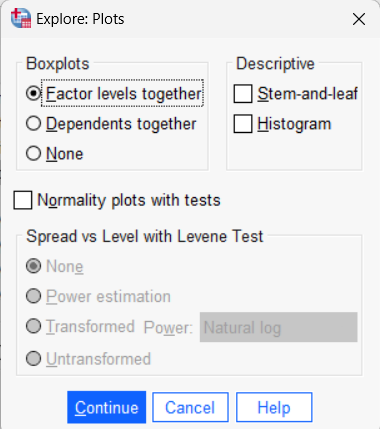 Explore: Plots
Boxplots
Factor levels together
Dependents together
None
Descriptive
Stem-and-leaf
Histogram
Normality plots with tests
Spread vs Level with Levene Test
None
Power estimation
Transformed Power: Natural log
Untransformed
Continue Cancel Help